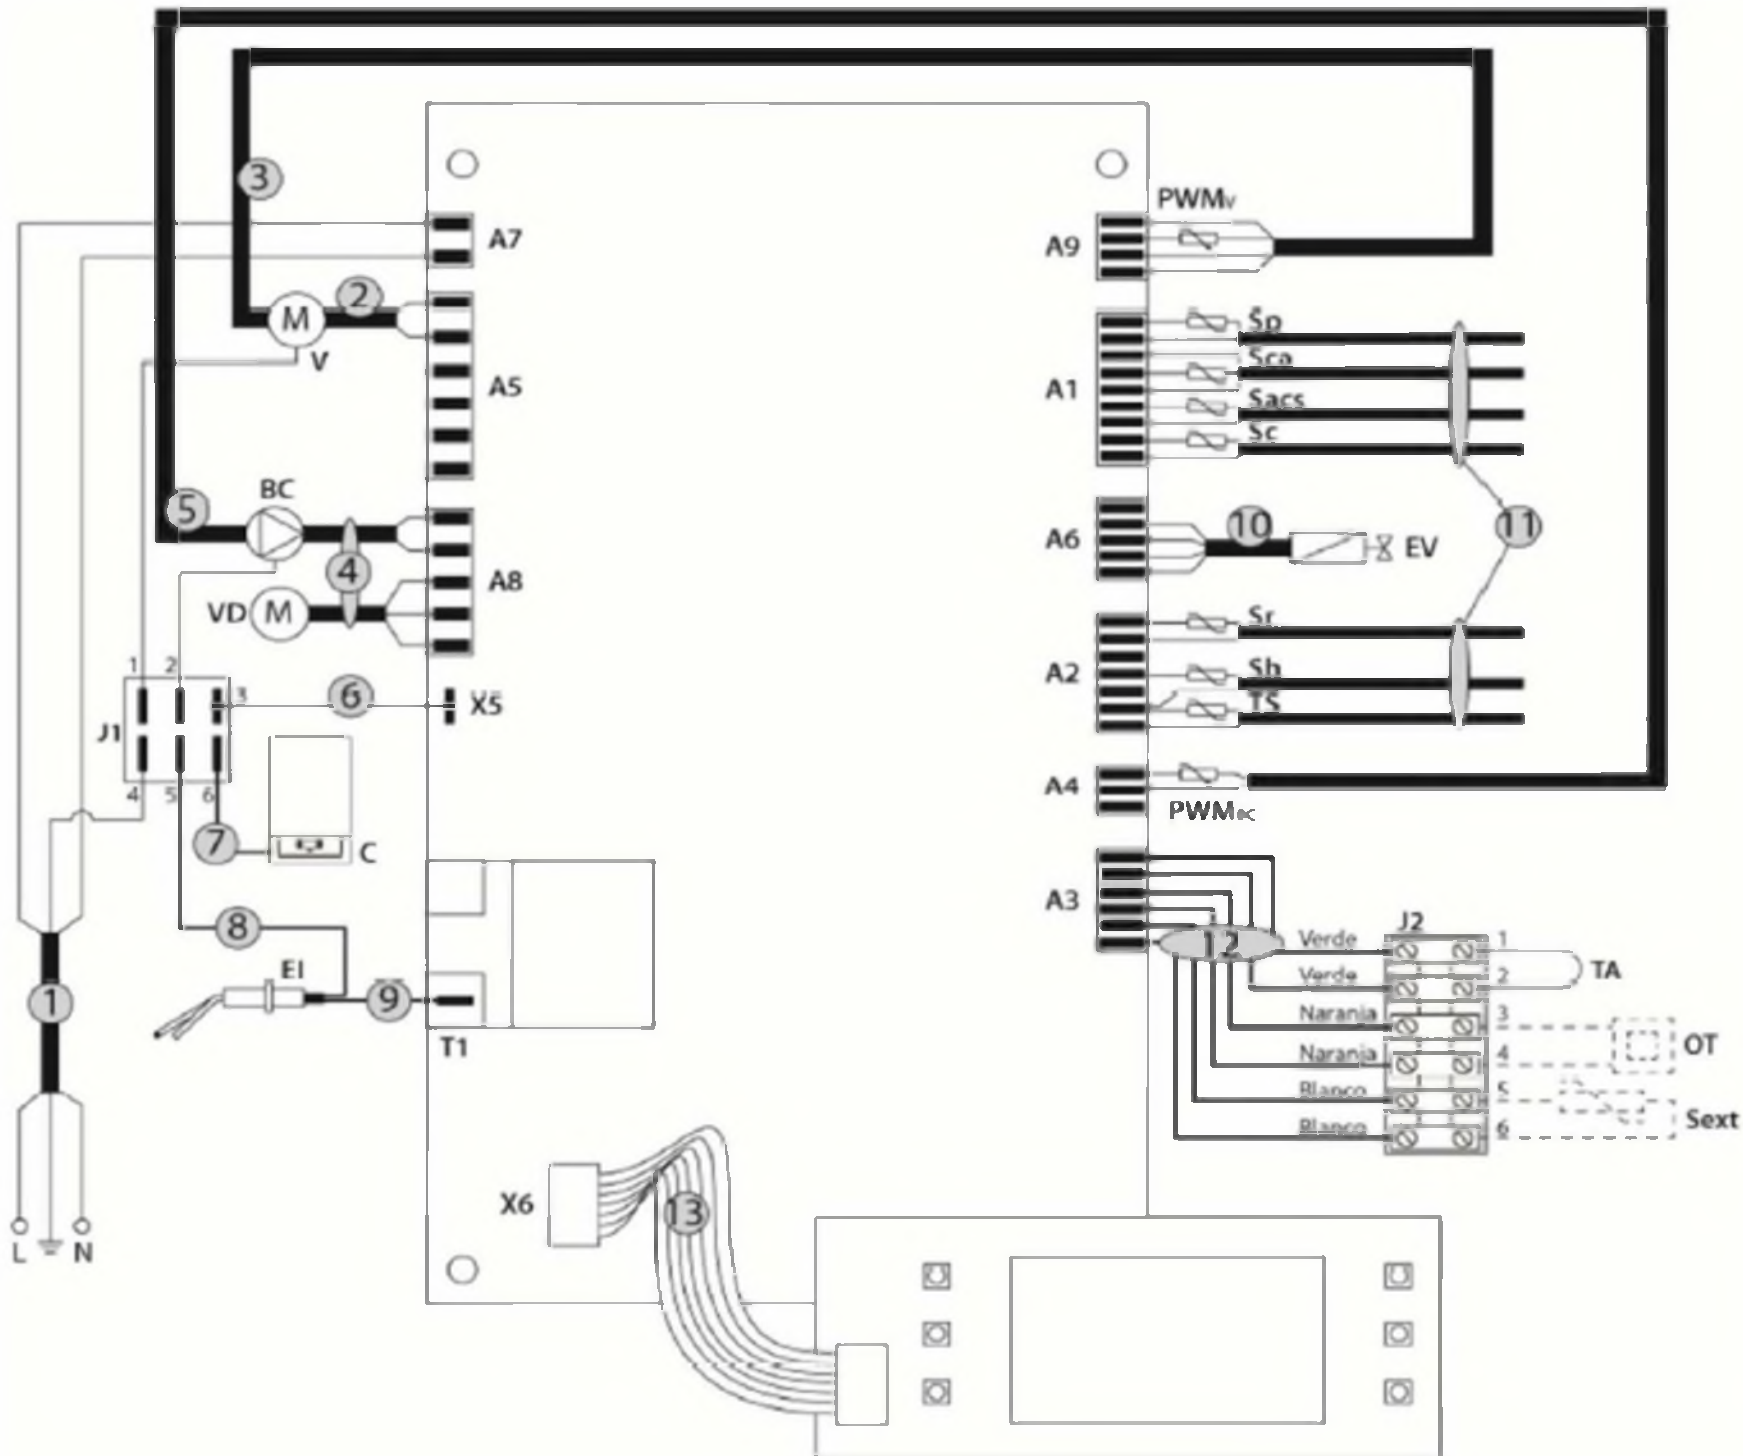 3
PWMv
A7
A9
2
M
V
Sp
Sca
A5
A1
Sacs
Sc
BC
5
10
11
A6
EV
4
A8
VD
M
Sr
Sh
A2
TS
1
2
3
6
X5
J1
A4
4
5
6
PWMBC
7
C
A3
8
12
J2
Verde
1
TA
EI
Verde
2
1
9
Naranja
3
T1
Naranja
4
OT
Blanco
5
Blanco
6
Sext
X6
13
L
N